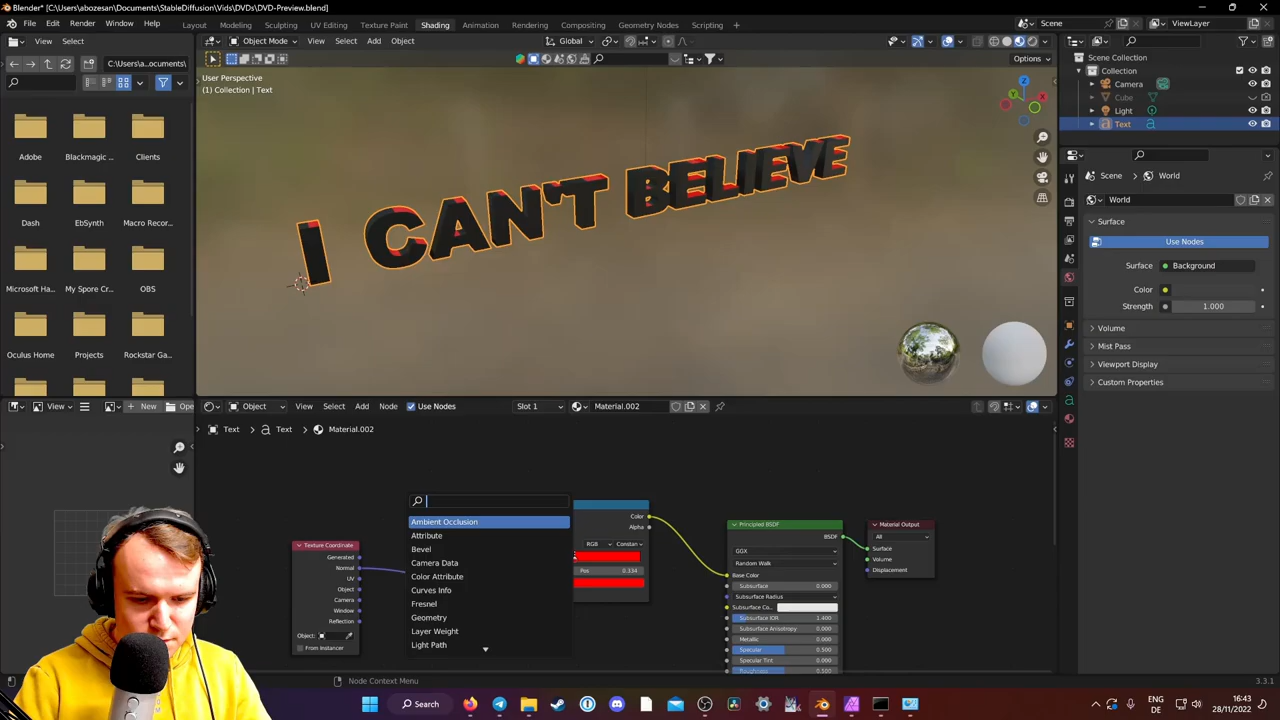 Blender* [C:\Users\abozesan\Documents\StableDiffusion\Vids\DVDs\DVD-Preview.blend]
File Edit Render Window Help
Layout Modeling Sculpting UV Editing Texture Paint Shading Animation Rendering Compositing Geometry Nodes Scripting
Scene
ViewLayer
View Select
C:\Users\a...ocuments\
Adobe
Blackmagic ...
Clients
Dash
EbSynth
Macro Recor...
Microsoft Ha...
My Spore Cr...
OBS
Oculus Home
Projects
Rockstar Ga...
Object Mode View Select Add Object
Global
Options
User Perspective
(1) Collection | Text
I CAN'T BELIEVE
Z
Y
X
Scene Collection
Collection
Camera
Cube
Light
Text
Scene World
World
Surface
Use Nodes
Surface Background
Color
Strength 1.000
Volume
Mist Pass
Viewport Display
Custom Properties
View
New
Ope
Object View Select Add Node Use Nodes Slot 1 Material.002
Text Text Material.002
Texture Coordinate
Generated
Normal
UV
Object
Camera
Window
Reflection
Object:
From Instancer
Ambient Occlusion
Attribute
Bevel
Camera Data
Color Attribute
Curves Info
Fresnel
Geometry
Layer Weight
Light Path
Color
Alpha
RGB Constan
Pos 0.334
Principled BSDF
BSDF
GGX
Random Walk
Base Color
Subsurface 0.000
Subsurface Radius
Subsurface Co...
Subsurface IOR 1.400
Subsurface Anisotropy 0.000
Metallic 0.000
Specular 0.500
Specular Tint 0.000
Roughness 0.500
Material Output
All
Surface
Volume
Displacement
Node Context Menu
3.3.1
Search
ENG
DE
16:43
28/11/2022